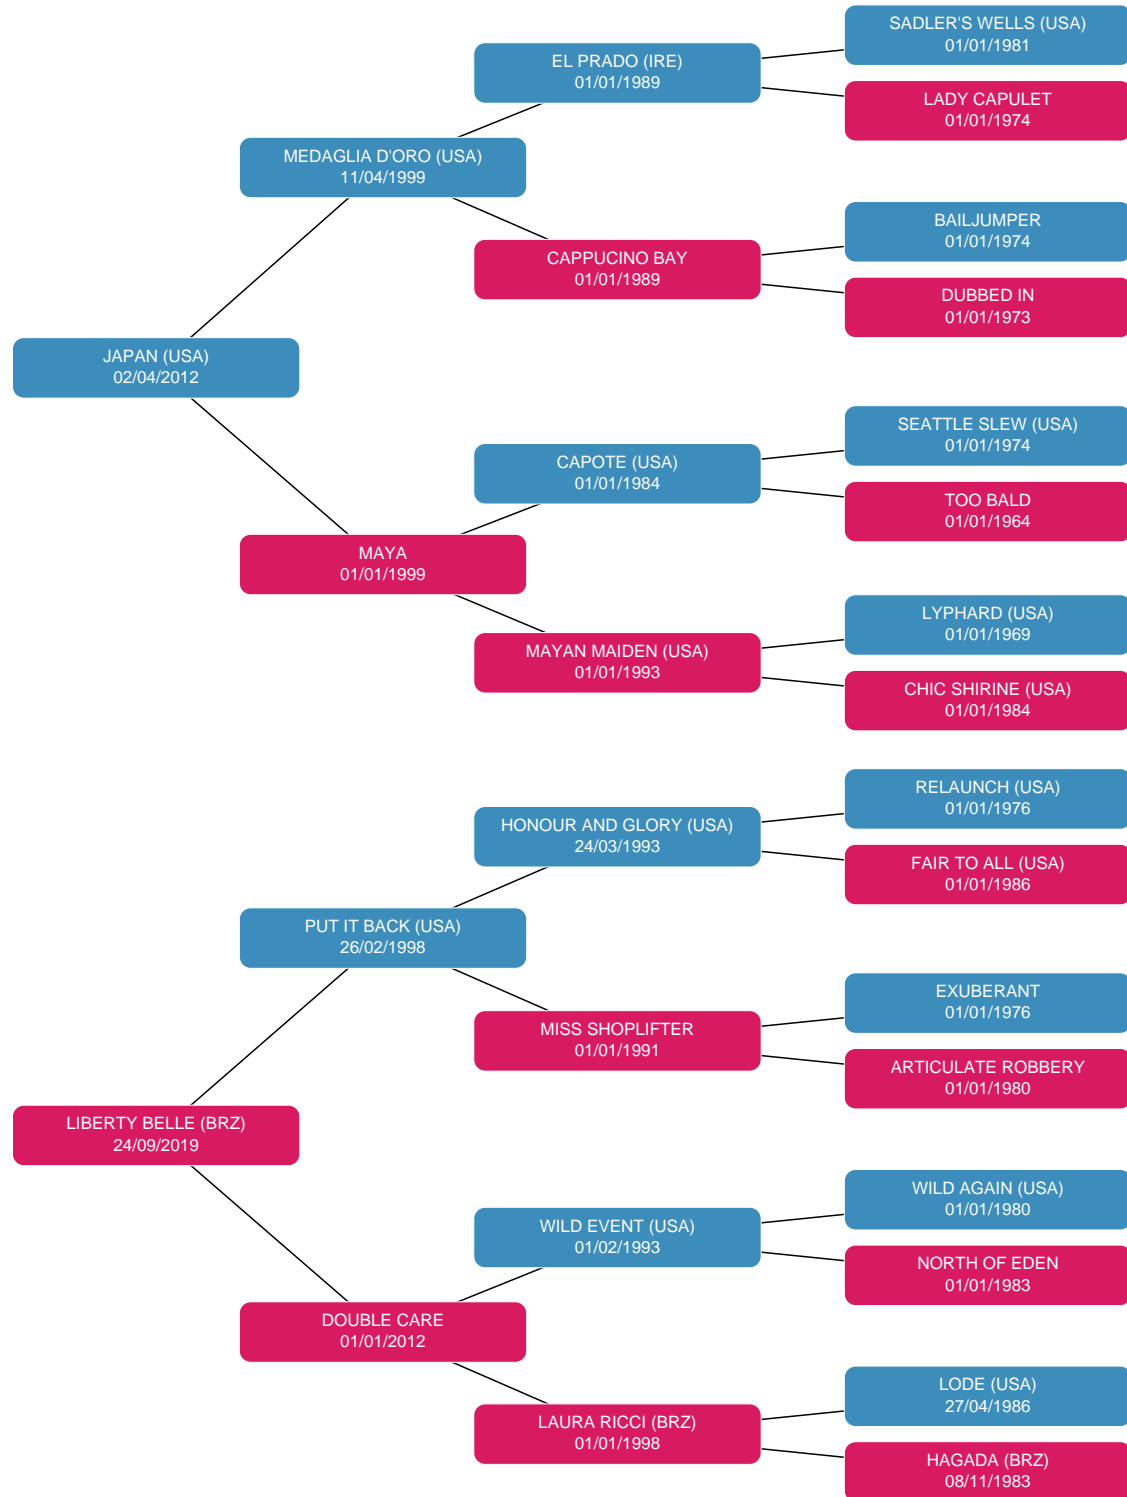 SADLER'S WELLS (USA)
01/01/1981
EL PRADO (IRE)
01/01/1989
LADY CAPULET
01/01/1974
MEDAGLIA D'ORO (USA)
11/04/1999
BAILJUMPER
01/01/1974
CAPPUCINO BAY
01/01/1989
DUBBED IN
01/01/1973
JAPAN (USA)
02/04/2012
SEATTLE SLEW (USA)
01/01/1974
CAPOTE (USA)
01/01/1984
TOO BALD
01/01/1964
MAYA
01/01/1999
LYPHARD (USA)
01/01/1969
MAYAN MAIDEN (USA)
01/01/1993
CHIC SHIRINE (USA)
01/01/1984
RELAUNCH (USA)
01/01/1976
HONOUR AND GLORY (USA)
24/03/1993
FAIR TO ALL (USA)
01/01/1986
PUT IT BACK (USA)
26/02/1998
EXUBERANT
01/01/1976
MISS SHOPLIFTER
01/01/1991
ARTICULATE ROBBERY
01/01/1980
LIBERTY BELLE (BRZ)
24/09/2019
WILD AGAIN (USA)
01/01/1980
WILD EVENT (USA)
01/02/1993
NORTH OF EDEN
01/01/1983
DOUBLE CARE
01/01/2012
LODE (USA)
27/04/1986
LAURA RICCI (BRZ)
01/01/1998
HAGADA (BRZ)
08/11/1983